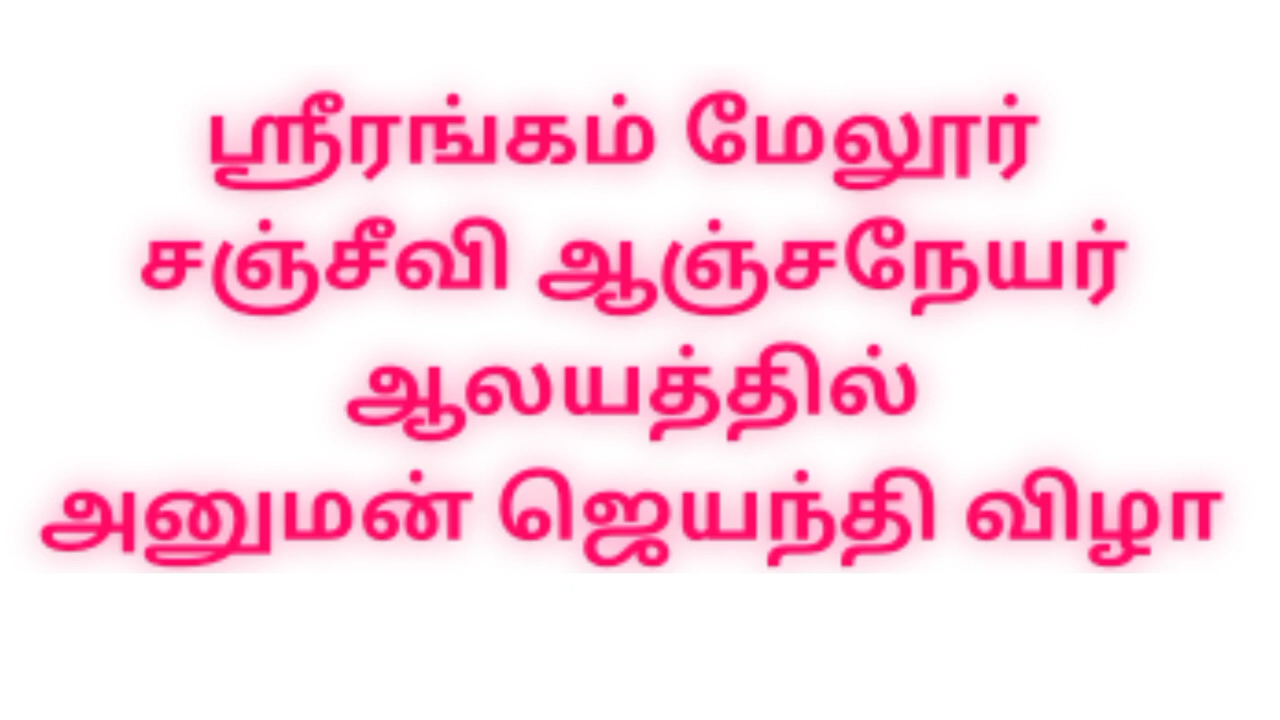 ஸ்ரீரங்கம் மேலூர்
சஞ்சீவி ஆஞ்சநேயர்
ஆலயத்தில்
அனுமன் ஜெயந்தி விழா